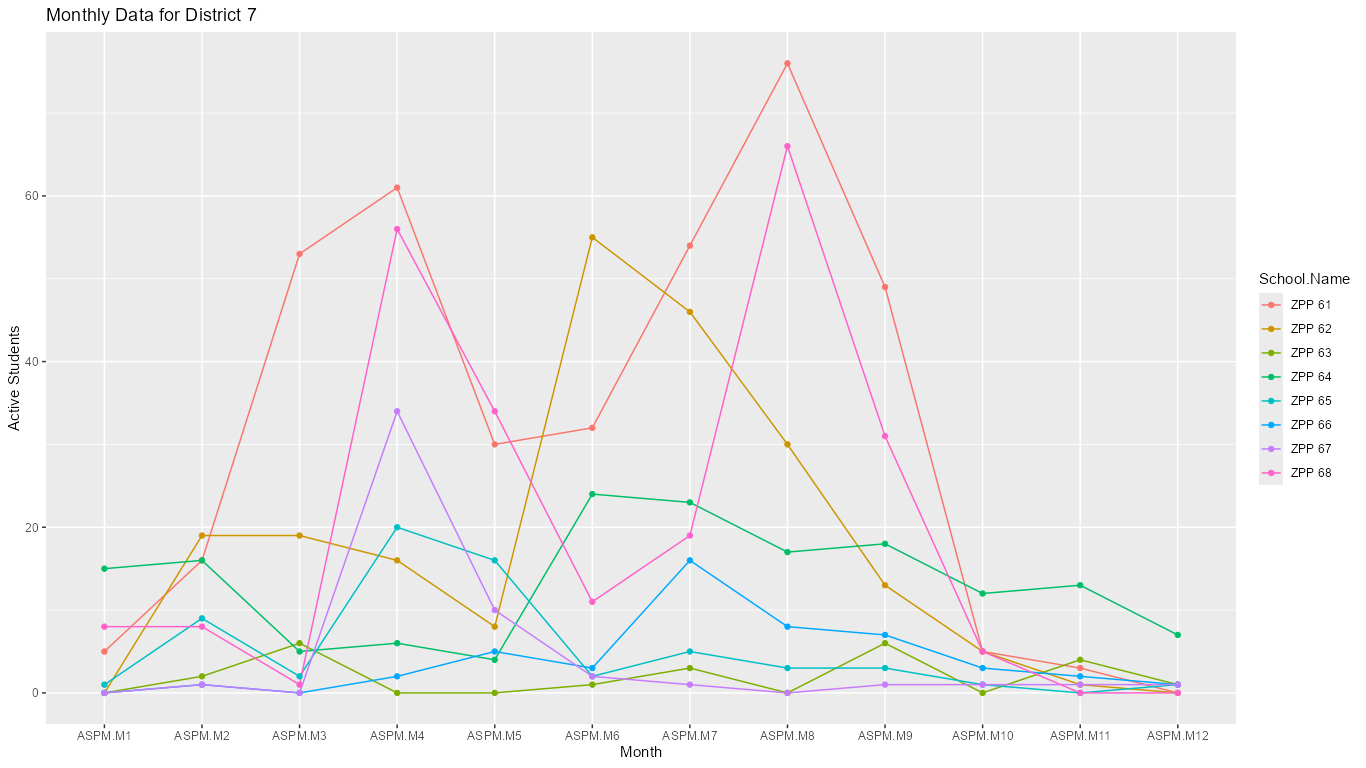 Monthly Data for District 7
Active Students
60
40
20
0
ASPM.M1 ASPM.M2 ASPM.M3 ASPM.M4 ASPM.M5 ASPM.M6 ASPM.M7 ASPM.M8 ASPM.M9 ASPM.M10 ASPM.M11 ASPM.M12
Month
School.Name
ZPP 61
ZPP 62
ZPP 63
ZPP 64
ZPP 65
ZPP 66
ZPP 67
ZPP 68